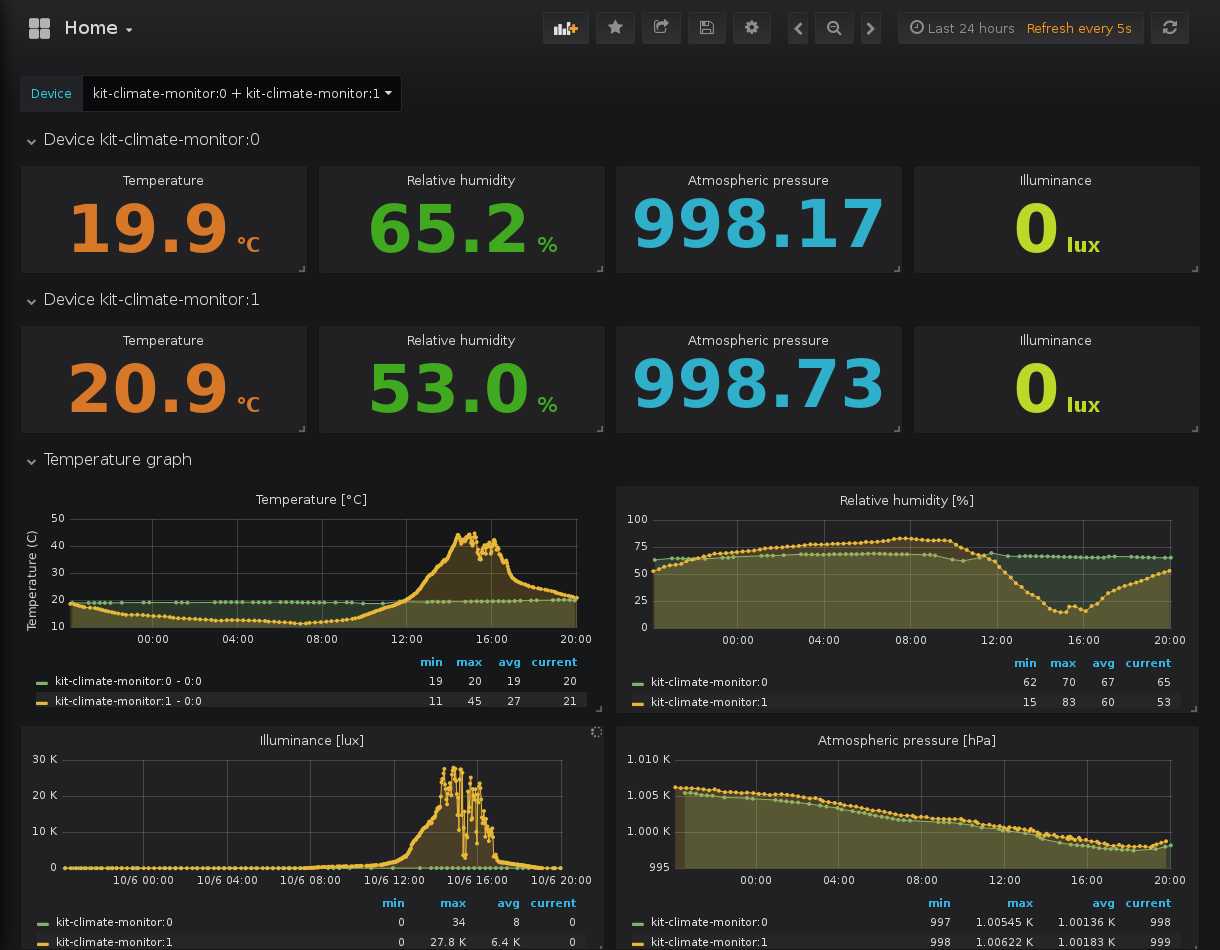 Home
Last 24 hours Refresh every 5s
Device kit-climate-monitor:0 + kit-climate-monitor:1
Device kit-climate-monitor:0
Temperature Relative humidity Atmospheric pressure Illuminance
19.9 °C 65.2 % 998.17 0 lux
Device kit-climate-monitor:1
Temperature Relative humidity Atmospheric pressure Illuminance
20.9 °C 53.0 % 998.73 0 lux
Temperature graph
Temperature [°C]
Temperature (C)
50
40
30
20
10
00:00 04:00 08:00 12:00 16:00 20:00
min max avg current
kit-climate-monitor:0 - 0:0 19 20 19 20
kit-climate-monitor:1 - 0:0 11 45 27 21
Relative humidity [%]
100
75
50
25
0
00:00 04:00 08:00 12:00 16:00 20:00
min max avg current
kit-climate-monitor:0 62 70 67 65
kit-climate-monitor:1 15 83 60 53
Illuminance [lux]
30 K
20 K
10 K
0
10/6 00:00 10/6 04:00 10/6 08:00 10/6 12:00 10/6 16:00 10/6 20:00
min max avg current
kit-climate-monitor:0 0 34 8 0
kit-climate-monitor:1 0 27.8 K 6.4 K 0
Atmospheric pressure [hPa]
1.010 K
1.005 K
1.000 K
995
00:00 04:00 08:00 12:00 16:00 20:00
min max avg current
kit-climate-monitor:0 997 1.00545 K 1.00136 K 998
kit-climate-monitor:1 998 1.00622 K 1.00183 K 999